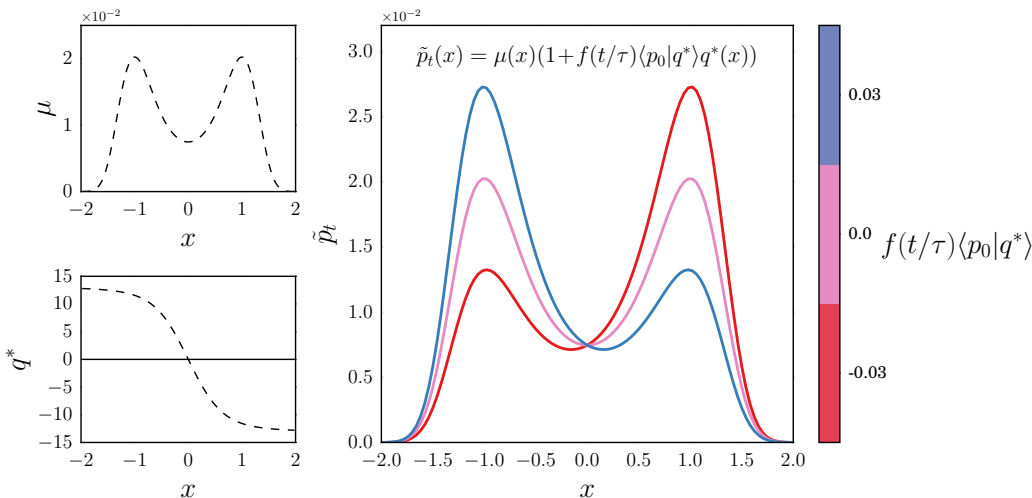 ×10⁻²
2
1
0
μ
−2 −1 0 1 2
x
15
10
5
0
−5
−10
−15
q*
−2 −1 0 1 2
x
×10⁻²
p̃ₜ(x) = μ(x)(1+f(t/τ)⟨p₀|q*⟩q*(x))
3.0
2.5
2.0
1.5
1.0
0.5
0.0
p̃ₜ
−2.0 −1.5 −1.0 −0.5 0.0 0.5 1.0 1.5 2.0
x
0.03
0.0
-0.03
f(t/τ)⟨p₀|q*⟩